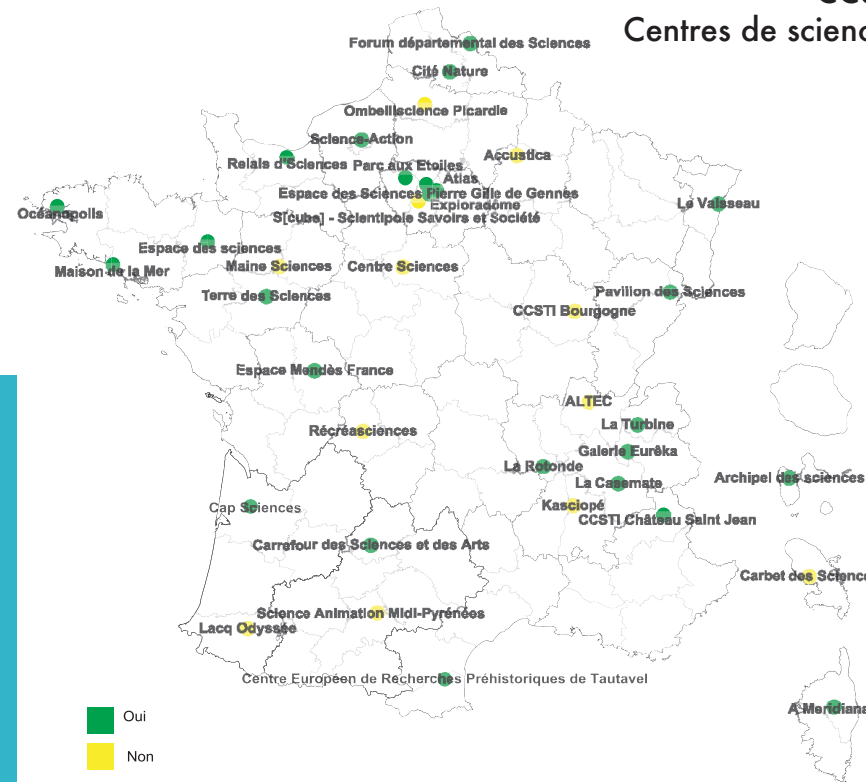 Centres de scienc
Forum départemental des Sciences
Cité Nature
Ombelliscience Picardie
Science-Action
Accustica
Relais d'Sciences
Parc aux Etoiles
Atlas
Espace des Sciences Pierre Gille de Gennes
Exploradôme
Le Vaisseau
Océanopolis
S[cube] - Scientipole Savoirs et Société
Espace des sciences
Maison de la Mer
Maine Sciences
Centre Sciences
Terre des Sciences
Pavillon des Sciences
CCSTI Bourgogne
Espace Mendès France
ALTEC
La Turbine
Récréasciences
Galerie Eurêka
La Rotonde
La Casemate
Archipel des sciences
Cap Sciences
Kasciopé
CCSTI Château Saint Jean
Carrefour des Sciences et des Arts
Carbet des Science
Science Animation Midi-Pyrénées
Lacq Odyssée
Centre Européen de Recherches Préhistoriques de Tautavel
A Meridiana
Oui
Non